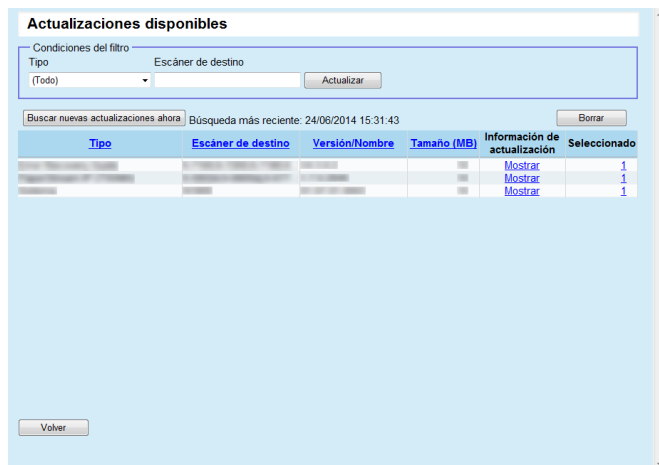 Actualizaciones disponibles
Condiciones del filtro
Tipo Escáner de destino
(Todo) Actualizar
Buscar nuevas actualizaciones ahora Búsqueda más reciente: 24/06/2014 15:31:43 Borrar
Tipo Escáner de destino Versión/Nombre Tamaño (MB) Información de actualización Seleccionado
Mostrar 1
Mostrar 1
Mostrar 1
Volver